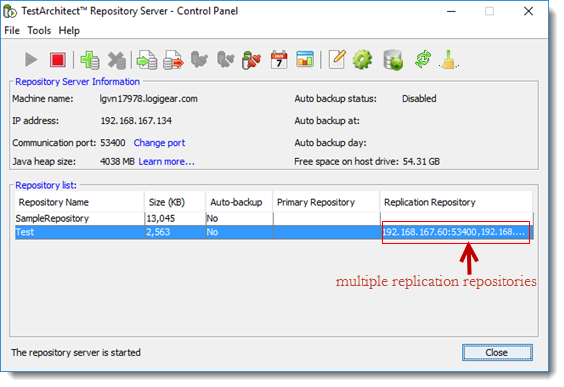 TestArchitect™ Repository Server - Control Panel
File Tools Help
7
Repository Server Information
Machine name: lgvn17978.logigear.com Auto backup status: Disabled
IP address: 192.168.167.134 Auto backup at:
Communication port: 53400 Change port Auto backup day:
Java heap size: 4038 MB Learn more... Free space on host drive: 54.31 GB
Repository list:
Repository Name Size (KB) Auto-backup Primary Repository Replication Repository
SampleRepository 13,045 No
Test 2,563 No 192.168.167.60:53400,192.168....
multiple replication repositories
The repository server is started Close